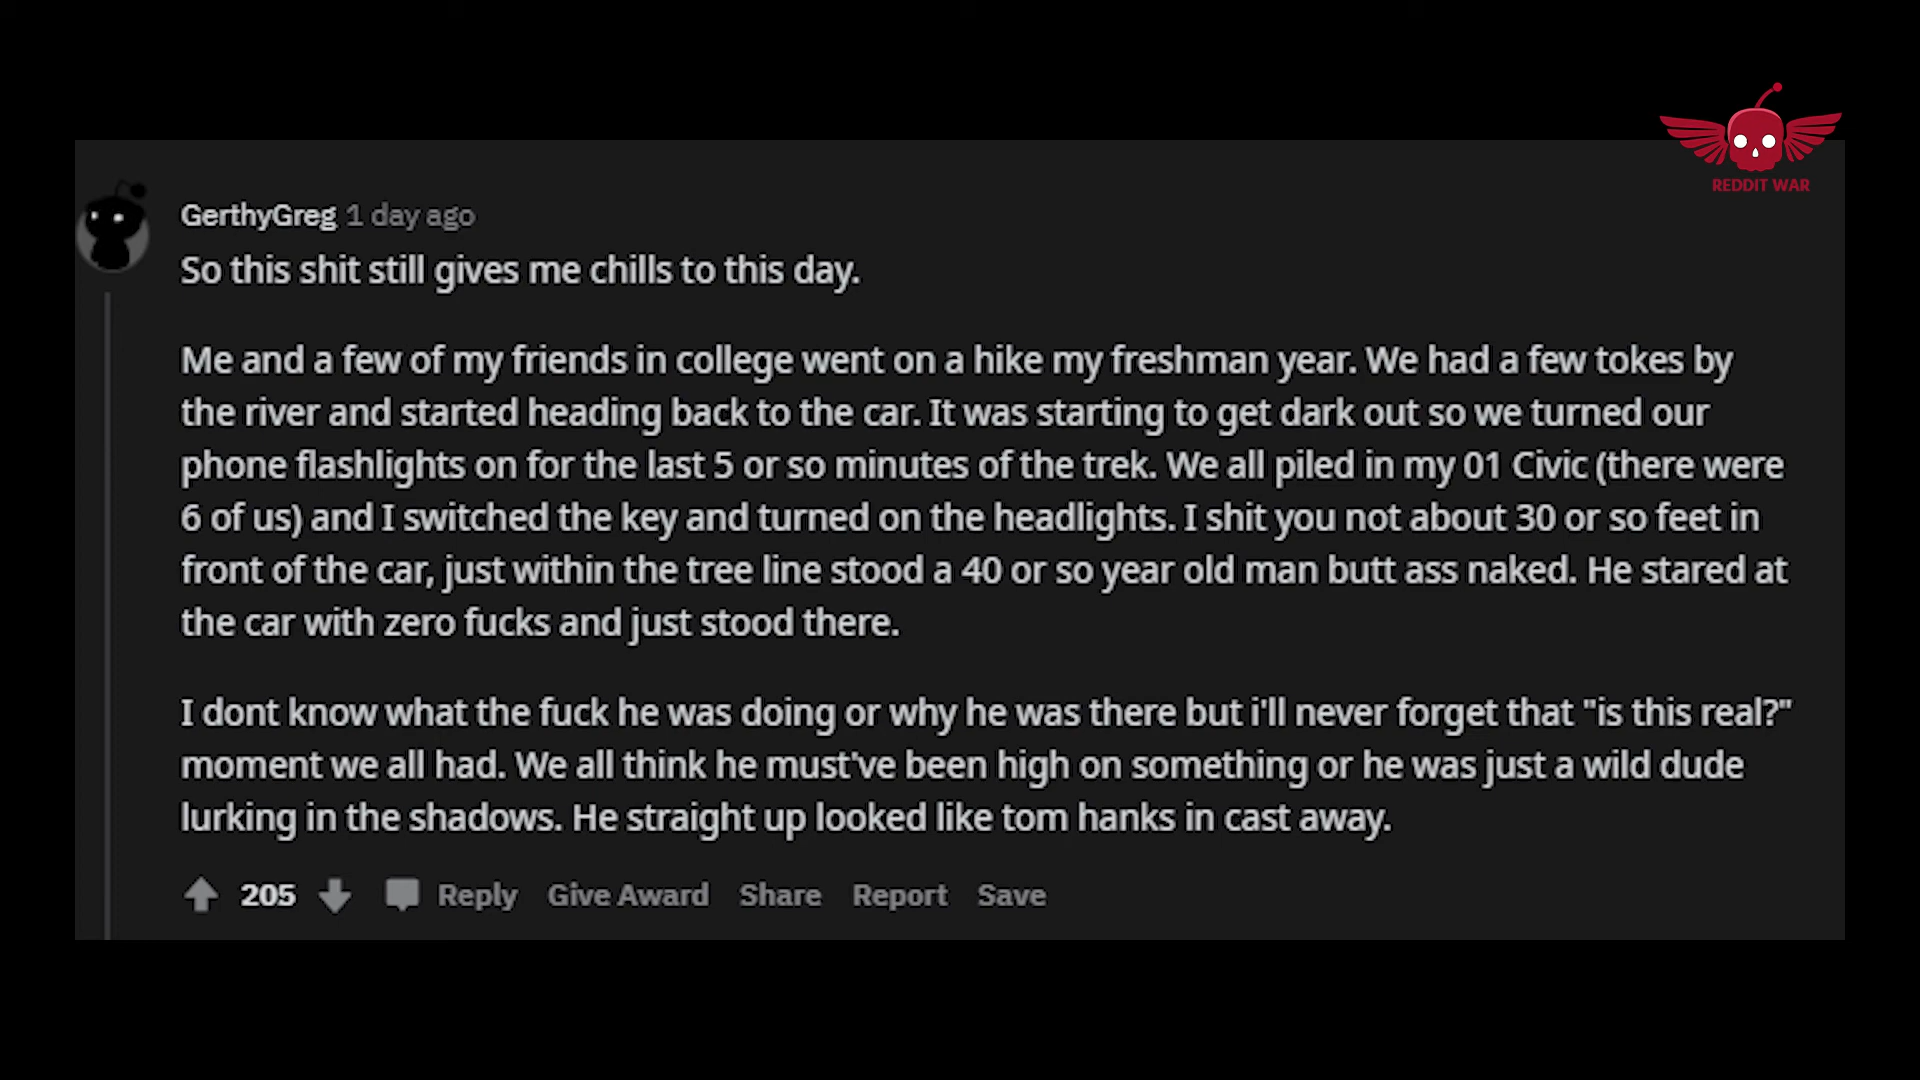 REDDIT WAR
GerthyGreg 1 day ago
So this shit still gives me chills to this day.
Me and a few of my friends in college went on a hike my freshman year. We had a few tokes by
the river and started heading back to the car. It was starting to get dark out so we turned our
phone flashlights on for the last 5 or so minutes of the trek. We all piled in my 01 Civic (there were
6 of us) and I switched the key and turned on the headlights. I shit you not about 30 or so feet in
front of the car, just within the tree line stood a 40 or so year old man butt ass naked. He stared at
the car with zero fucks and just stood there.
I dont know what the fuck he was doing or why he was there but i'll never forget that "is this real?"
moment we all had. We all think he must've been high on something or he was just a wild dude
lurking in the shadows. He straight up looked like tom hanks in cast away.
205 Reply Give Award Share Report Save